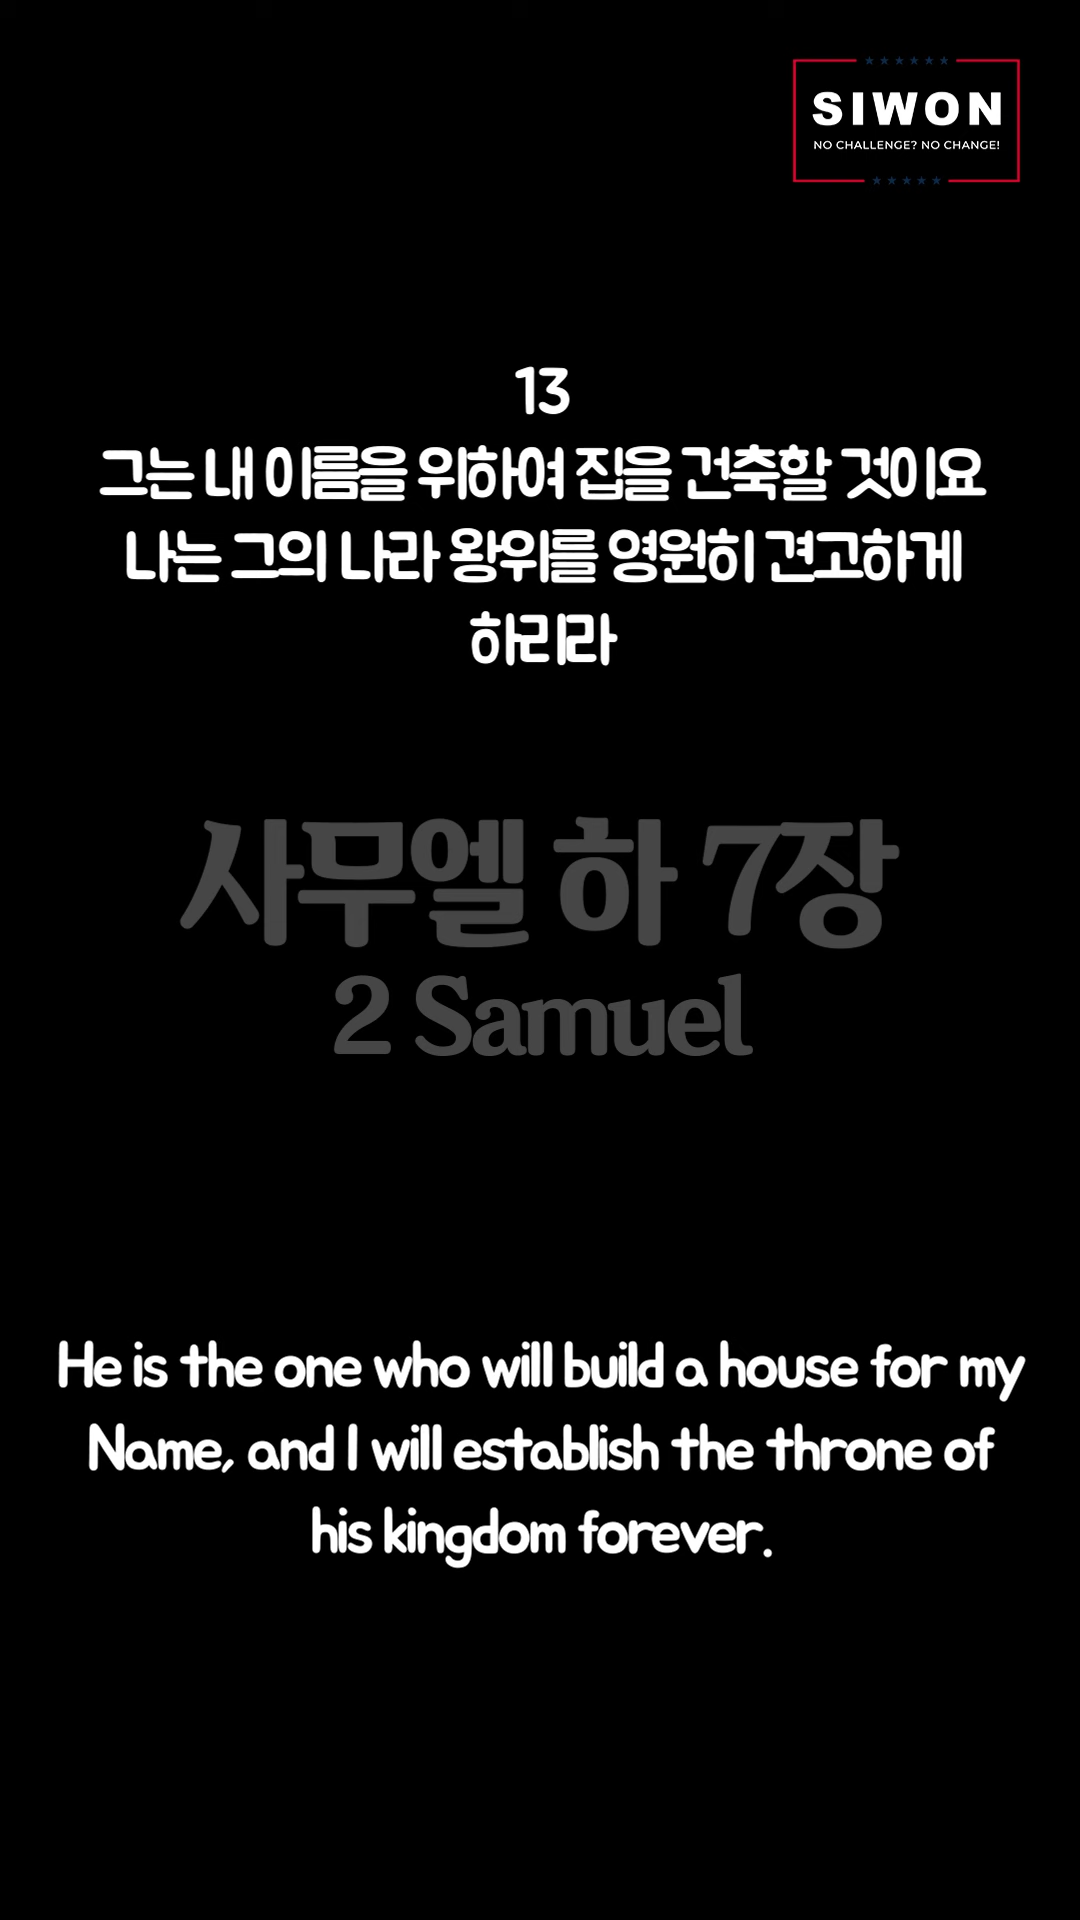 SIWON
NO CHALLENGE? NO CHANGE!
13
그는 내 이름을 위하여 집을 건축할 것이요
나는 그의 나라 왕위를 영원히 견고하게
하리라
사무엘 하 7장
2 Samuel
He is the one who will build a house for my
Name, and I will establish the throne of
his kingdom forever.